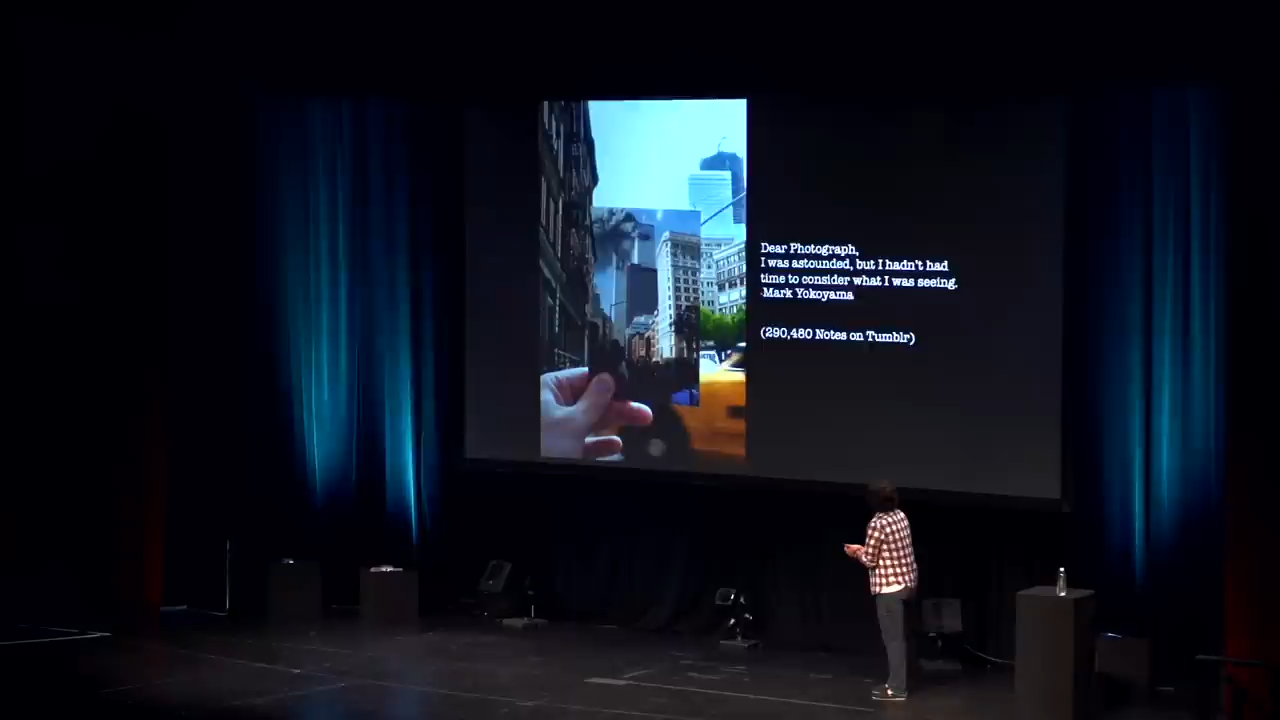 Dear Photograph,
I was astounded, but I hadn't had
time to consider what I was seeing.
-Mark Yokoyama
(290,480 Notes on Tumblr)